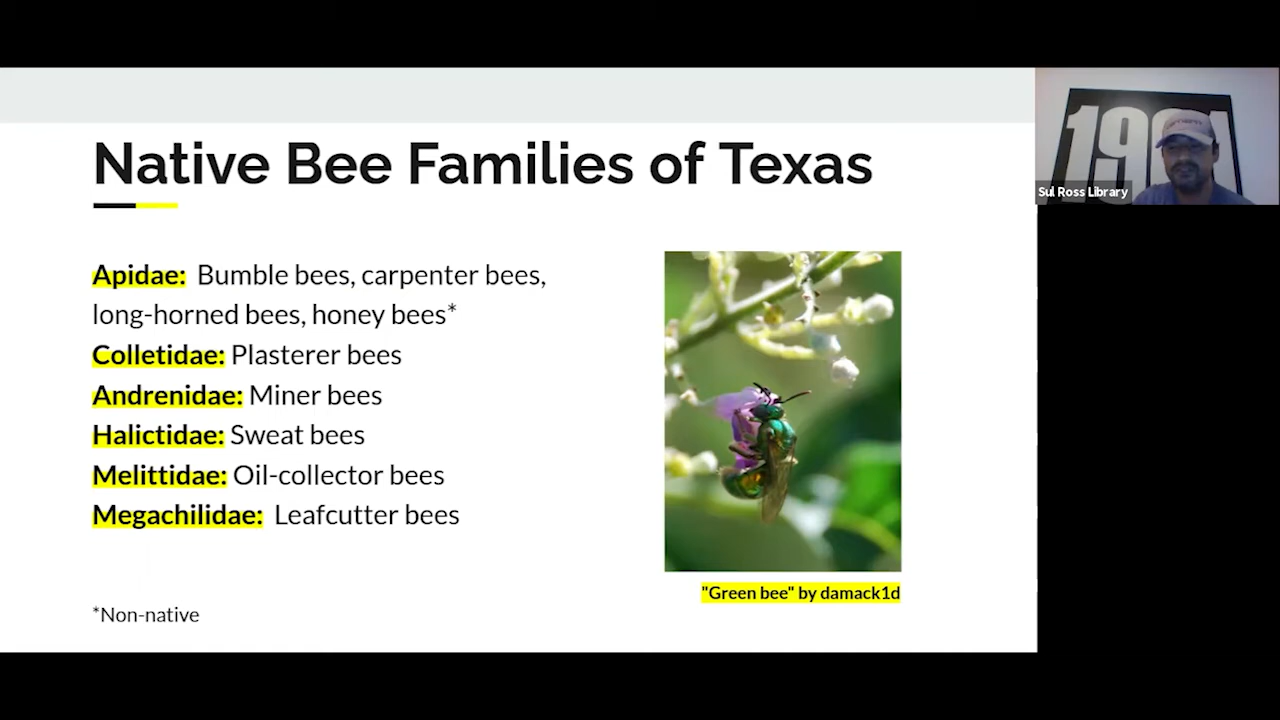 Native Bee Families of Texas
Apidae: Bumble bees, carpenter bees,
long-horned bees, honey bees*
Colletidae: Plasterer bees
Andrenidae: Miner bees
Halictidae: Sweat bees
Melittidae: Oil-collector bees
Megachilidae: Leafcutter bees
"Green bee" by damack1d
*Non-native
Sul Ross Library